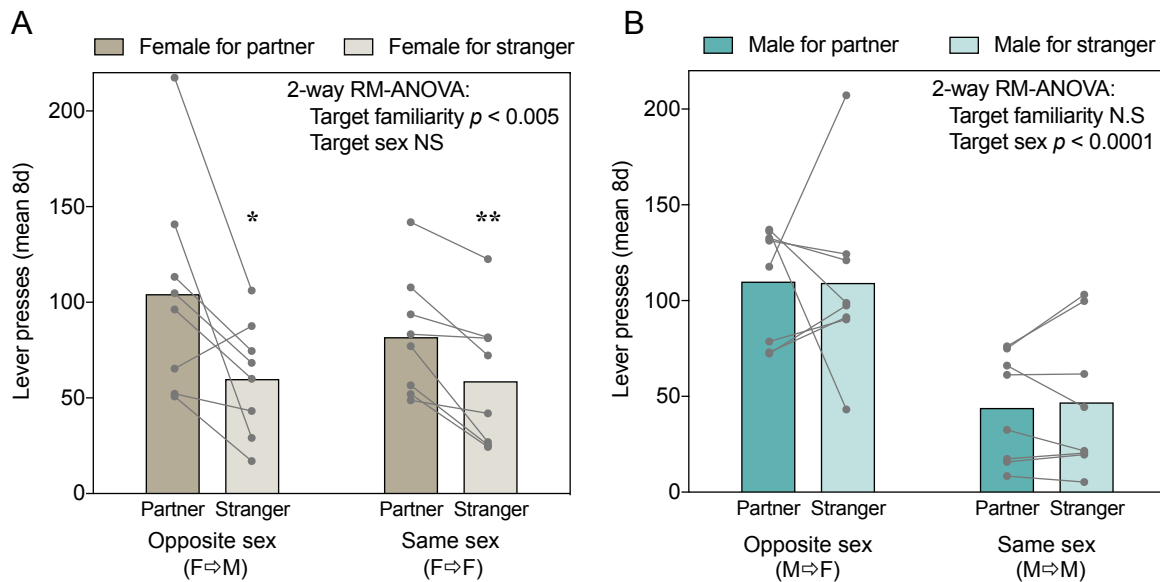 A
Female for partner
Female for stranger
2-way RM-ANOVA:
Target familiarity p < 0.005
Target sex NS
Lever presses (mean 8d)
200
150
100
50
0
*
**
Partner Stranger
Partner Stranger
Opposite sex
(F⇨M)
Same sex
(F⇨F)
B
Male for partner
Male for stranger
2-way RM-ANOVA:
Target familiarity N.S
Target sex p < 0.0001
Lever presses (mean 8d)
200
150
100
50
0
Partner Stranger
Partner Stranger
Opposite sex
(M⇨F)
Same sex
(M⇨M)